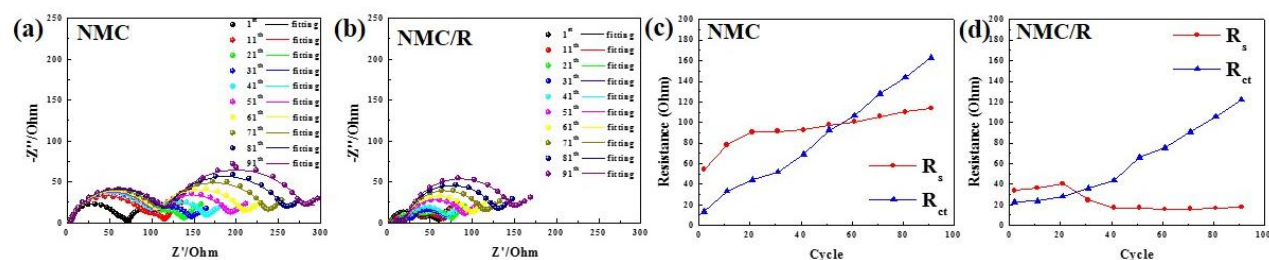 (a)
NMC
-Z''/Ohm
250
200
150
100
50
0
0 50 100 150 200 250 300
Z'/Ohm
1st fitting
11th fitting
21th fitting
31th fitting
41th fitting
51th fitting
61th fitting
71th fitting
81th fitting
91th fitting
(b)
NMC/R
-Z''/Ohm
250
200
150
100
50
0
0 50 100 150 200 250 300
Z'/Ohm
1st fitting
11th fitting
21th fitting
31th fitting
41th fitting
51th fitting
61th fitting
71th fitting
81th fitting
91th fitting
(c)
NMC
Resistance (Ohm)
200
180
160
140
120
100
80
60
40
20
0
0 20 40 60 80 100
Cycle
Rs
Rct
(d)
NMC/R
Resistance (Ohm)
200
180
160
140
120
100
80
60
40
20
0
0 20 40 60 80 100
Cycle
Rs
Rct